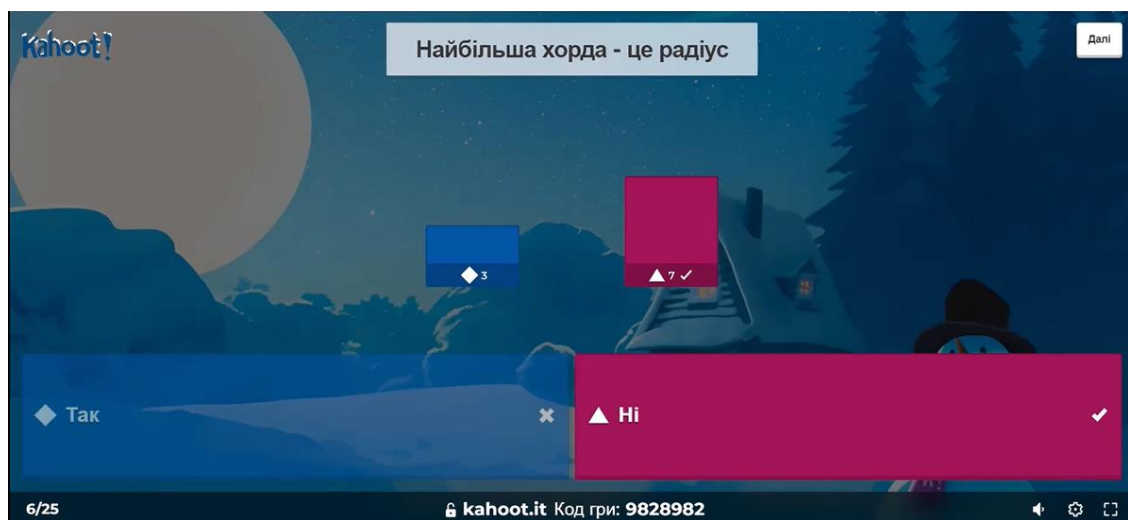 Kahoot!
Найбільша хорда - це радіус
Далі
3
7
Так
Ні
6/25
kahoot.it Код гри: 9828982